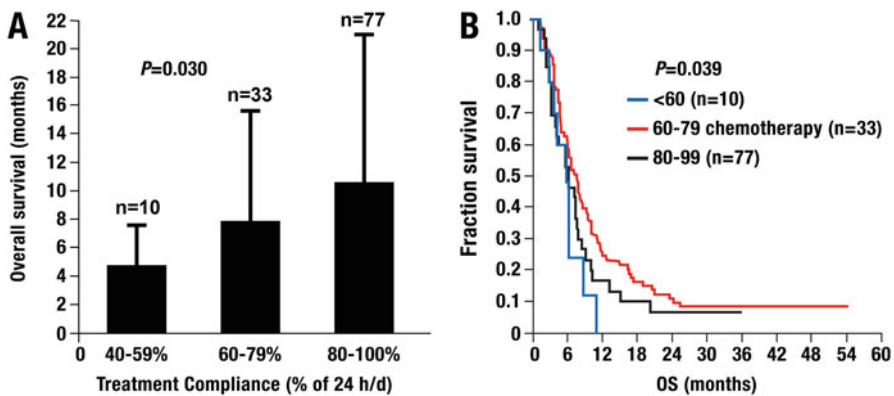 A
n=77
P=0.030
n=33
n=10
Overall survival (months)
22
20
18
16
14
12
10
8
6
4
2
0
0 40-59% 60-79% 80-100%
Treatment Compliance (% of 24 h/d)
B
P=0.039
<60 (n=10)
60-79 chemotherapy (n=33)
80-99 (n=77)
Fraction survival
1.0
0.9
0.8
0.7
0.6
0.5
0.4
0.3
0.2
0.1
0
0 6 12 18 24 30 36 42 48 54 60
OS (months)